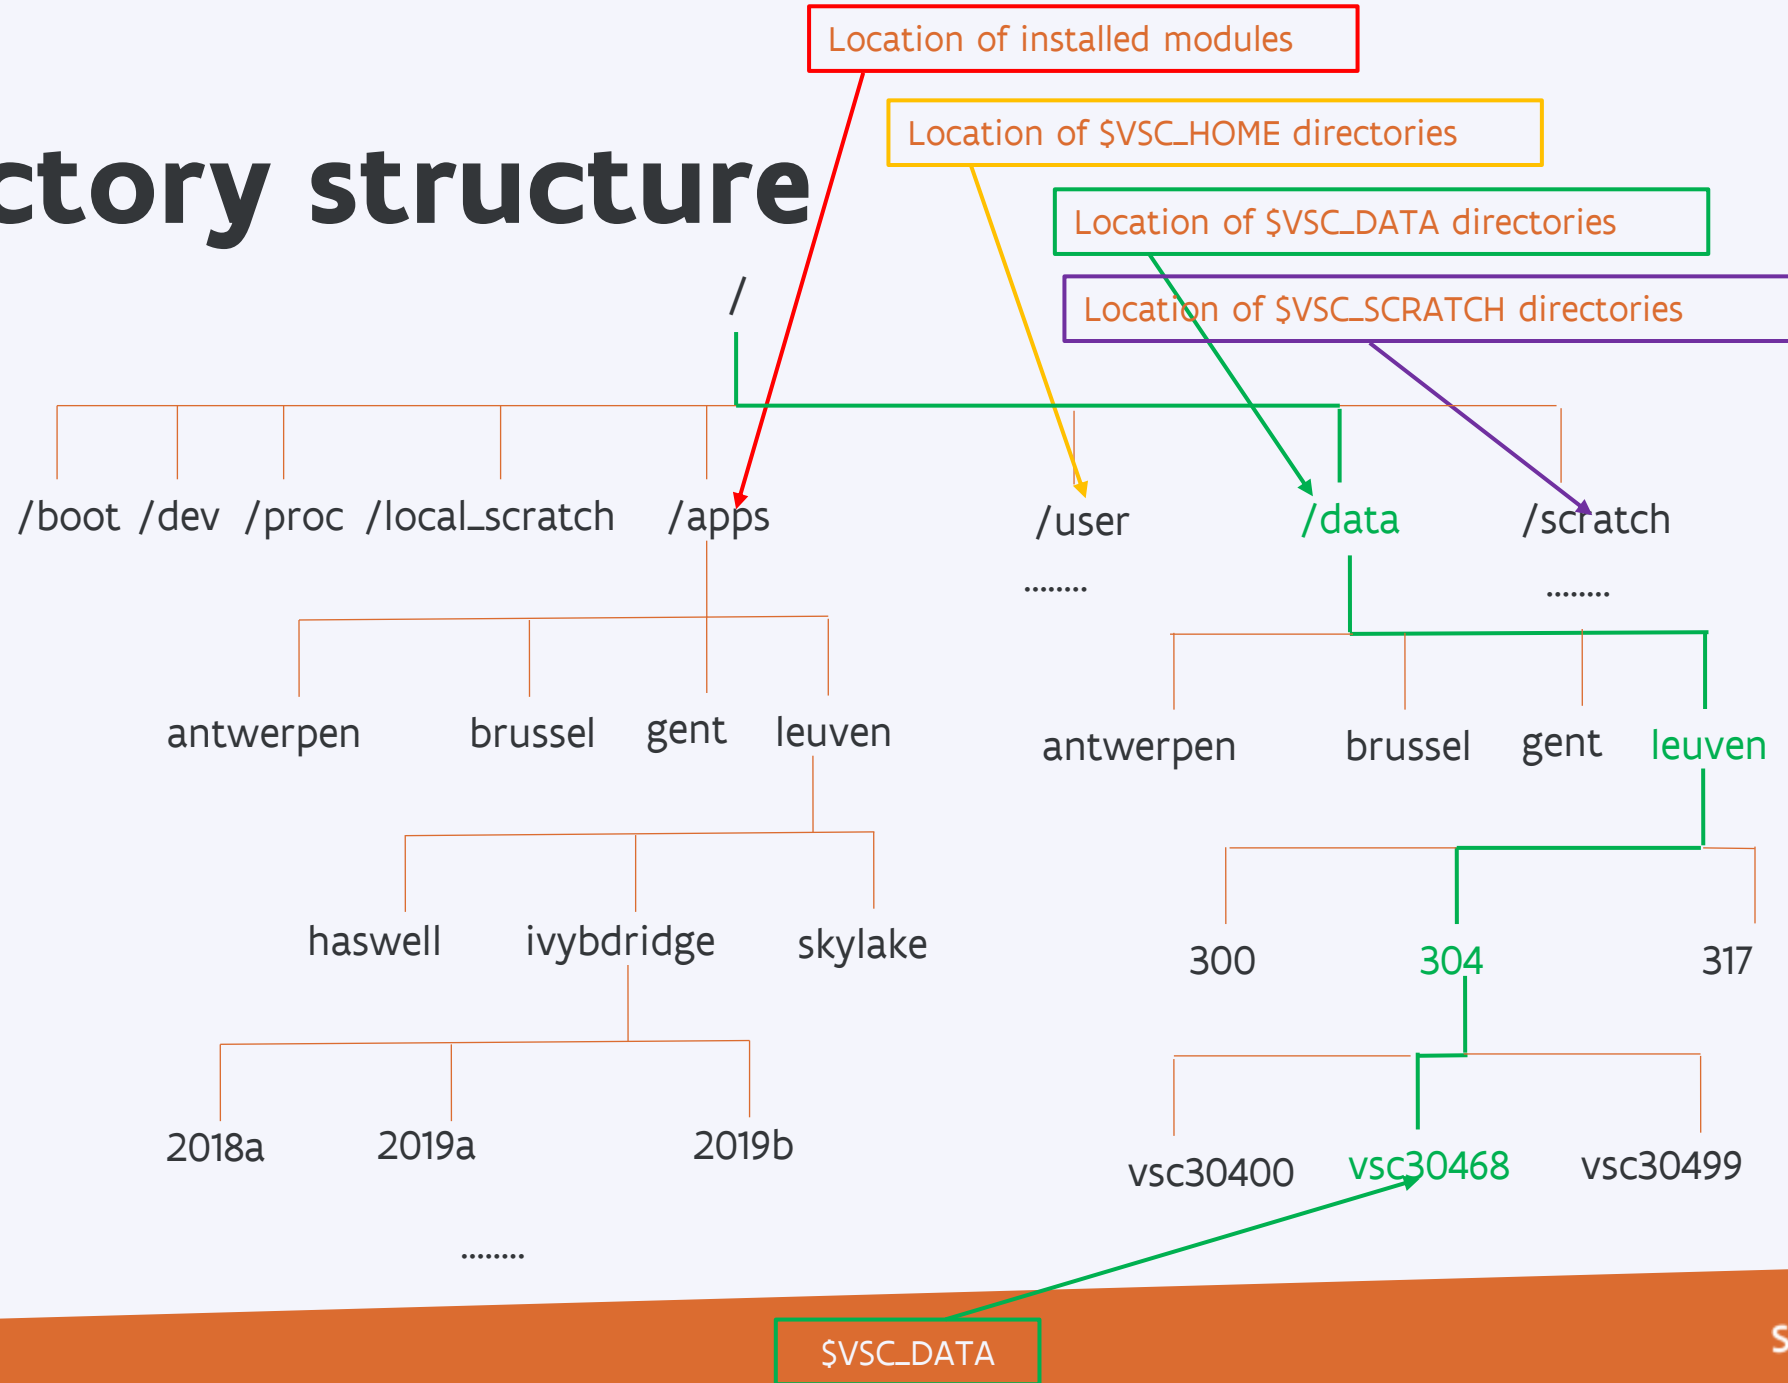 Location of installed modules
Location of $VSC_HOME directories
ctory structure
Location of $VSC_DATA directories
/
Location of $VSC_SCRATCH directories
/boot /dev /proc /local_scratch /apps /user /data /scratch
........ ........
antwerpen brussel gent leuven antwerpen brussel gent leuven
haswell ivybdridge skylake 300 304 317
2018a 2019a 2019b vsc30400 vsc30468 vsc30499
........
$VSC_DATA
S